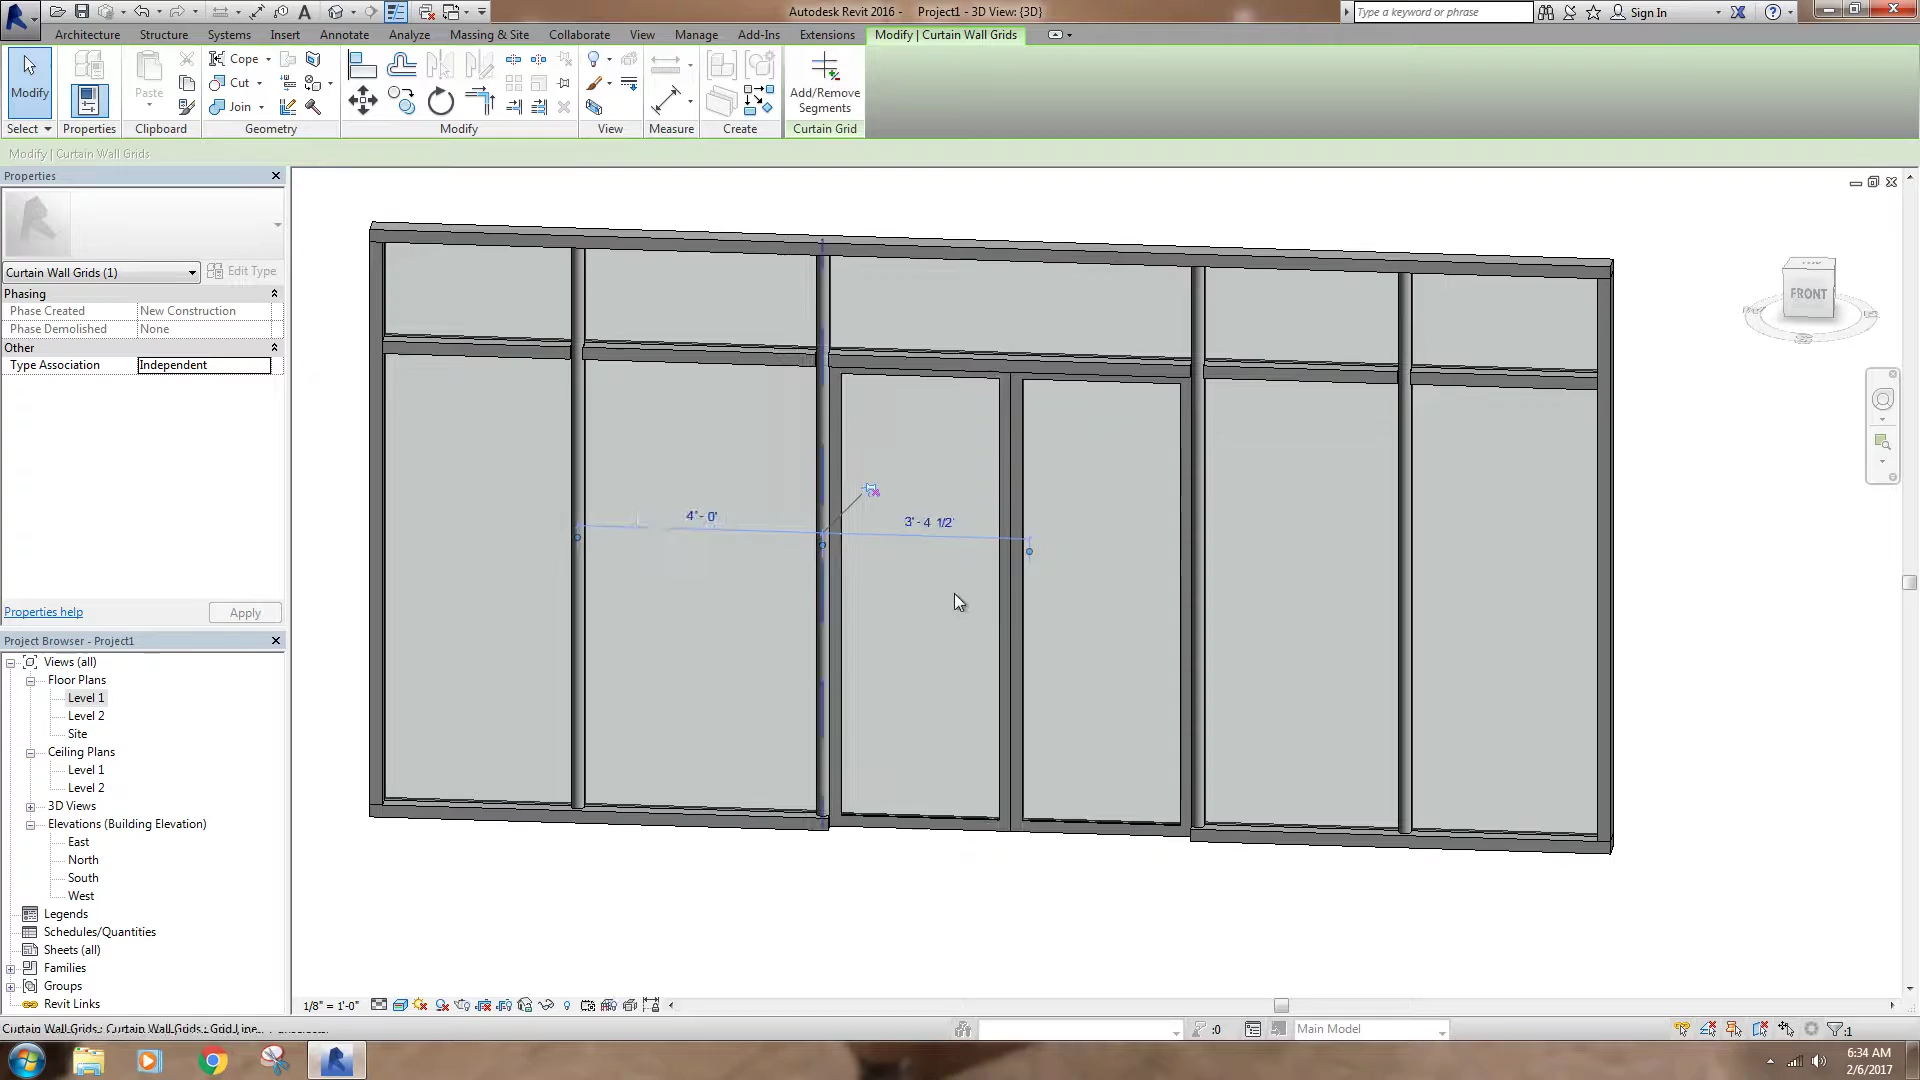 Autodesk Revit 2016 - Project1 - 3D View: {3D}
Type a keyword or phrase
Sign In
Architecture Structure Systems Insert Annotate Analyze Massing & Site Collaborate View Manage Add-Ins Extensions Modify | Curtain Wall Grids
Modify
Paste
Cope
Cut
Join
Add/Remove
Segments
Select Properties Clipboard Geometry Modify View Measure Create Curtain Grid
Modify | Curtain Wall Grids
Properties
Curtain Wall Grids (1)
Edit Type
Phasing
Phase Created New Construction
Phase Demolished None
Other
Type Association Independent
Properties help
Apply
FRONT
4' - 0"
3' - 4 1/2"
Project Browser - Project1
Views (all)
Floor Plans
Level 1
Level 2
Site
Ceiling Plans
Level 1
Level 2
3D Views
Elevations (Building Elevation)
East
North
South
West
Legends
Schedules/Quantities
Sheets (all)
Families
Groups
Revit Links
1/8" = 1'-0"
Curtain Wall Grids : Curtain Wall Grids : Grid Line
:0
Main Model
:1
6:34 AM
2/6/2017